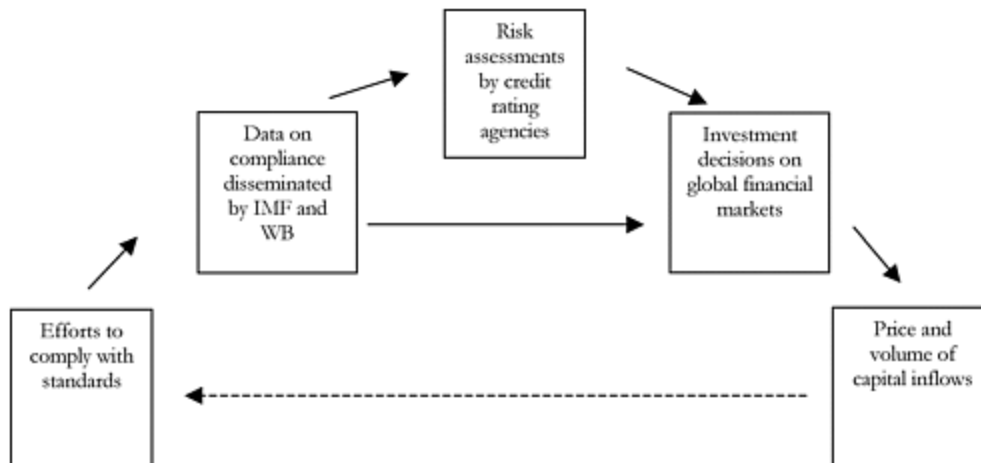 Risk
assessments
by credit
rating
agencies
Data on
compliance
disseminated
by IMF and
WB
Investment
decisions on
global financial
markets
Efforts to
comply with
standards
Price and
volume of
capital inflows